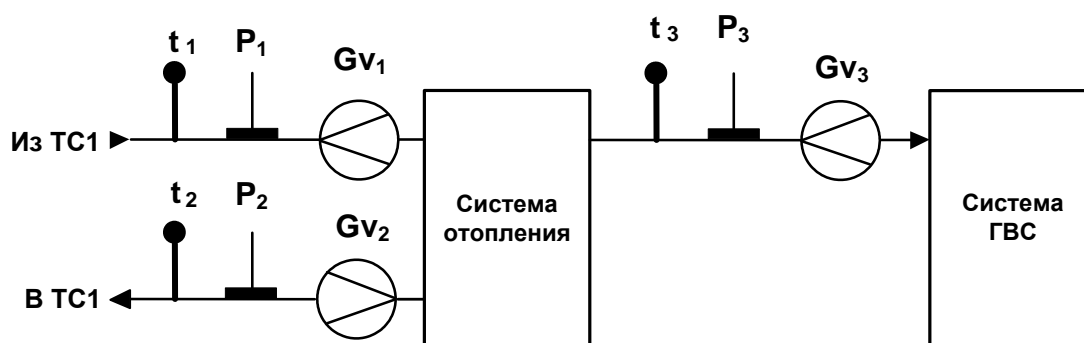 t 1
P1
Gv1
t 3
P3
Gv3
Из ТС1
t 2
P2
Gv2
Система
отопления
Система
ГВС
В ТС1